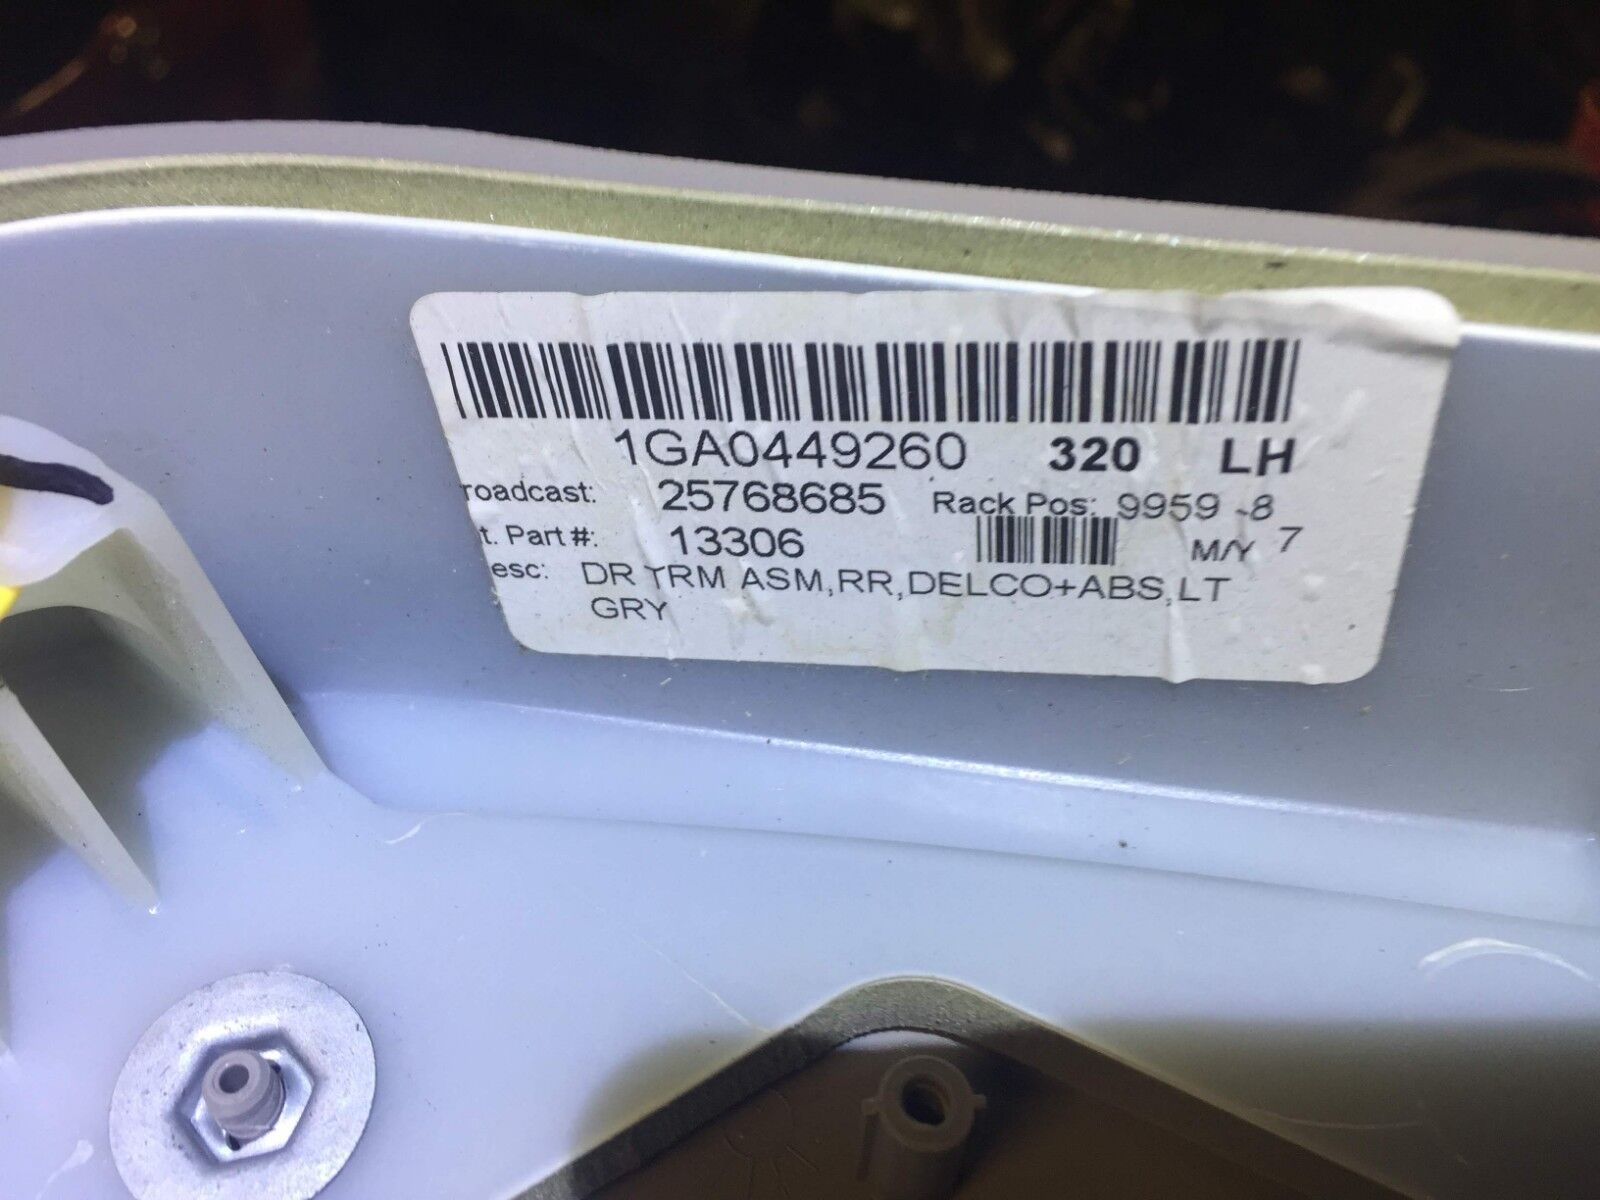 1GA0449260 320 LH
roadcast: 25768685 Rack Pos: 9959 -8
t. Part #: 13306 M/Y 7
esc: DR TRM ASM,RR,DELCO+ABS,LT
GRY